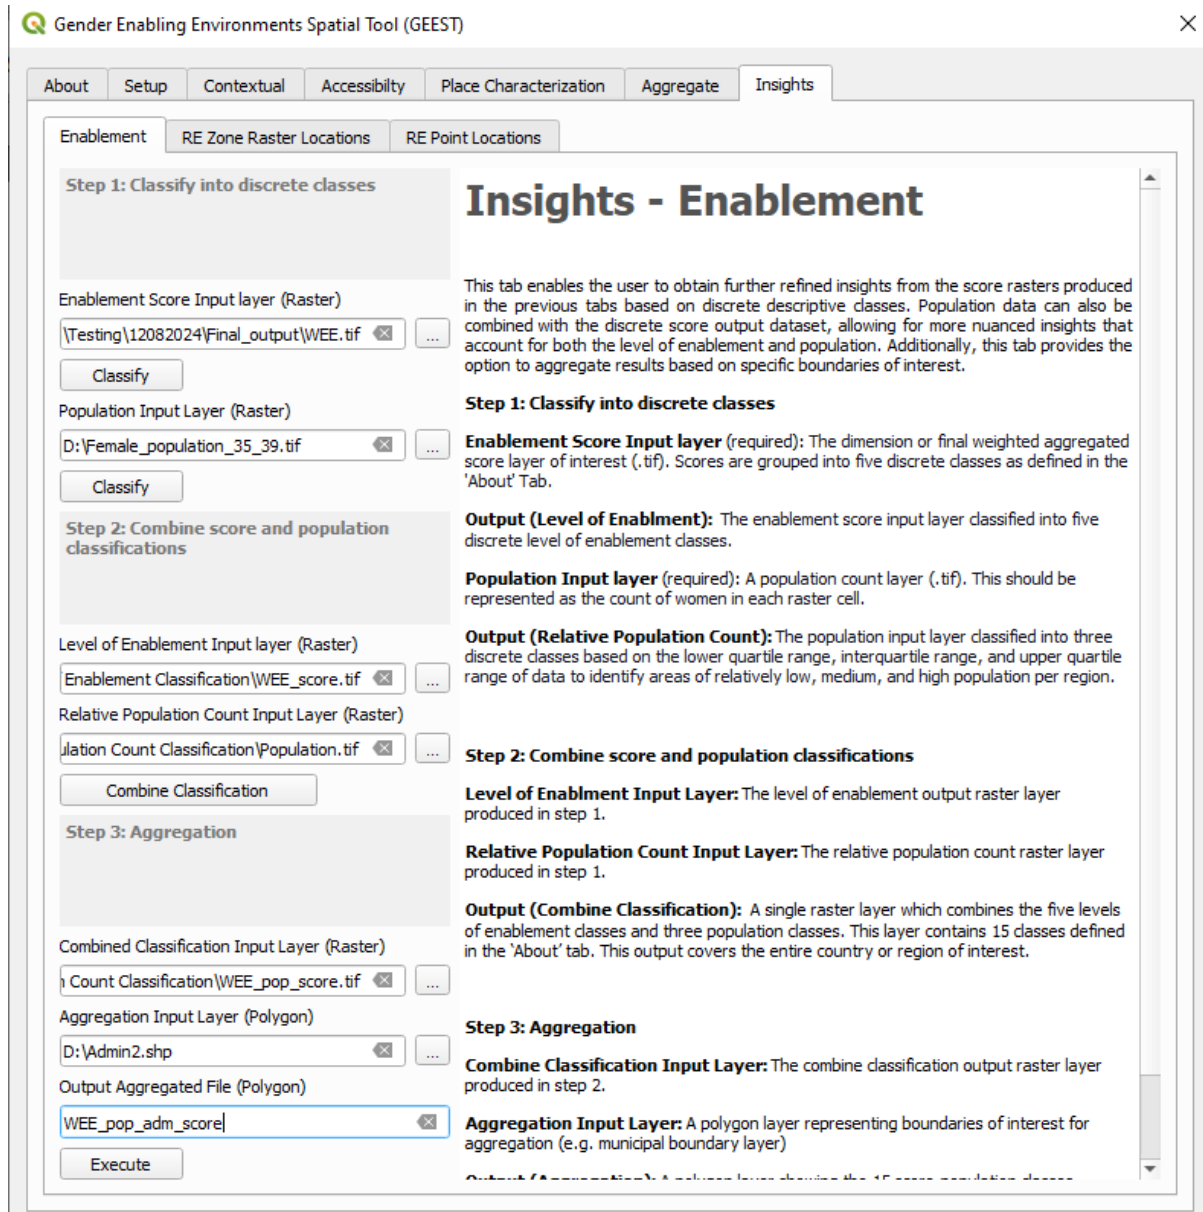 Gender Enabling Environments Spatial Tool (GEEST)
About Setup Contextual Accessibilty Place Characterization Aggregate Insights
Enablement RE Zone Raster Locations RE Point Locations
Step 1: Classify into discrete classes
Enablement Score Input layer (Raster)
\Testing\12082024\Final_output\WEE.tif ...
Classify
Population Input Layer (Raster)
D:\Female_population_35_39.tif ...
Classify
Step 2: Combine score and population
classifications
Level of Enablement Input layer (Raster)
Enablement Classification\WEE_score.tif ...
Relative Population Count Input Layer (Raster)
ulation Count Classification\Population.tif ...
Combine Classification
Step 3: Aggregation
Combined Classification Input Layer (Raster)
n Count Classification\WEE_pop_score.tif ...
Aggregation Input Layer (Polygon)
D:\Admin2.shp ...
Output Aggregated File (Polygon)
WEE_pop_adm_score
Execute
Insights - Enablement
This tab enables the user to obtain further refined insights from the score rasters produced
in the previous tabs based on discrete descriptive classes. Population data can also be
combined with the discrete score output dataset, allowing for more nuanced insights that
account for both the level of enablement and population. Additionally, this tab provides the
option to aggregate results based on specific boundaries of interest.
Step 1: Classify into discrete classes
Enablement Score Input layer (required): The dimension or final weighted aggregated
score layer of interest (.tif). Scores are grouped into five discrete classes as defined in the
'About' Tab.
Output (Level of Enablment): The enablement score input layer classified into five
discrete level of enablement classes.
Population Input layer (required): A population count layer (.tif). This should be
represented as the count of women in each raster cell.
Output (Relative Population Count): The population input layer classified into three
discrete classes based on the lower quartile range, interquartile range, and upper quartile
range of data to identify areas of relatively low, medium, and high population per region.
Step 2: Combine score and population classifications
Level of Enablment Input Layer: The level of enablement output raster layer
produced in step 1.
Relative Population Count Input Layer: The relative population count raster layer
produced in step 1.
Output (Combine Classification): A single raster layer which combines the five levels
of enablement classes and three population classes. This layer contains 15 classes defined
in the ‘About’ tab. This output covers the entire country or region of interest.
Step 3: Aggregation
Combine Classification Input Layer: The combine classification output raster layer
produced in step 2.
Aggregation Input Layer: A polygon layer representing boundaries of interest for
aggregation (e.g. municipal boundary layer)
Output (Aggregation): A polygon layer showing the 15 score-population classes